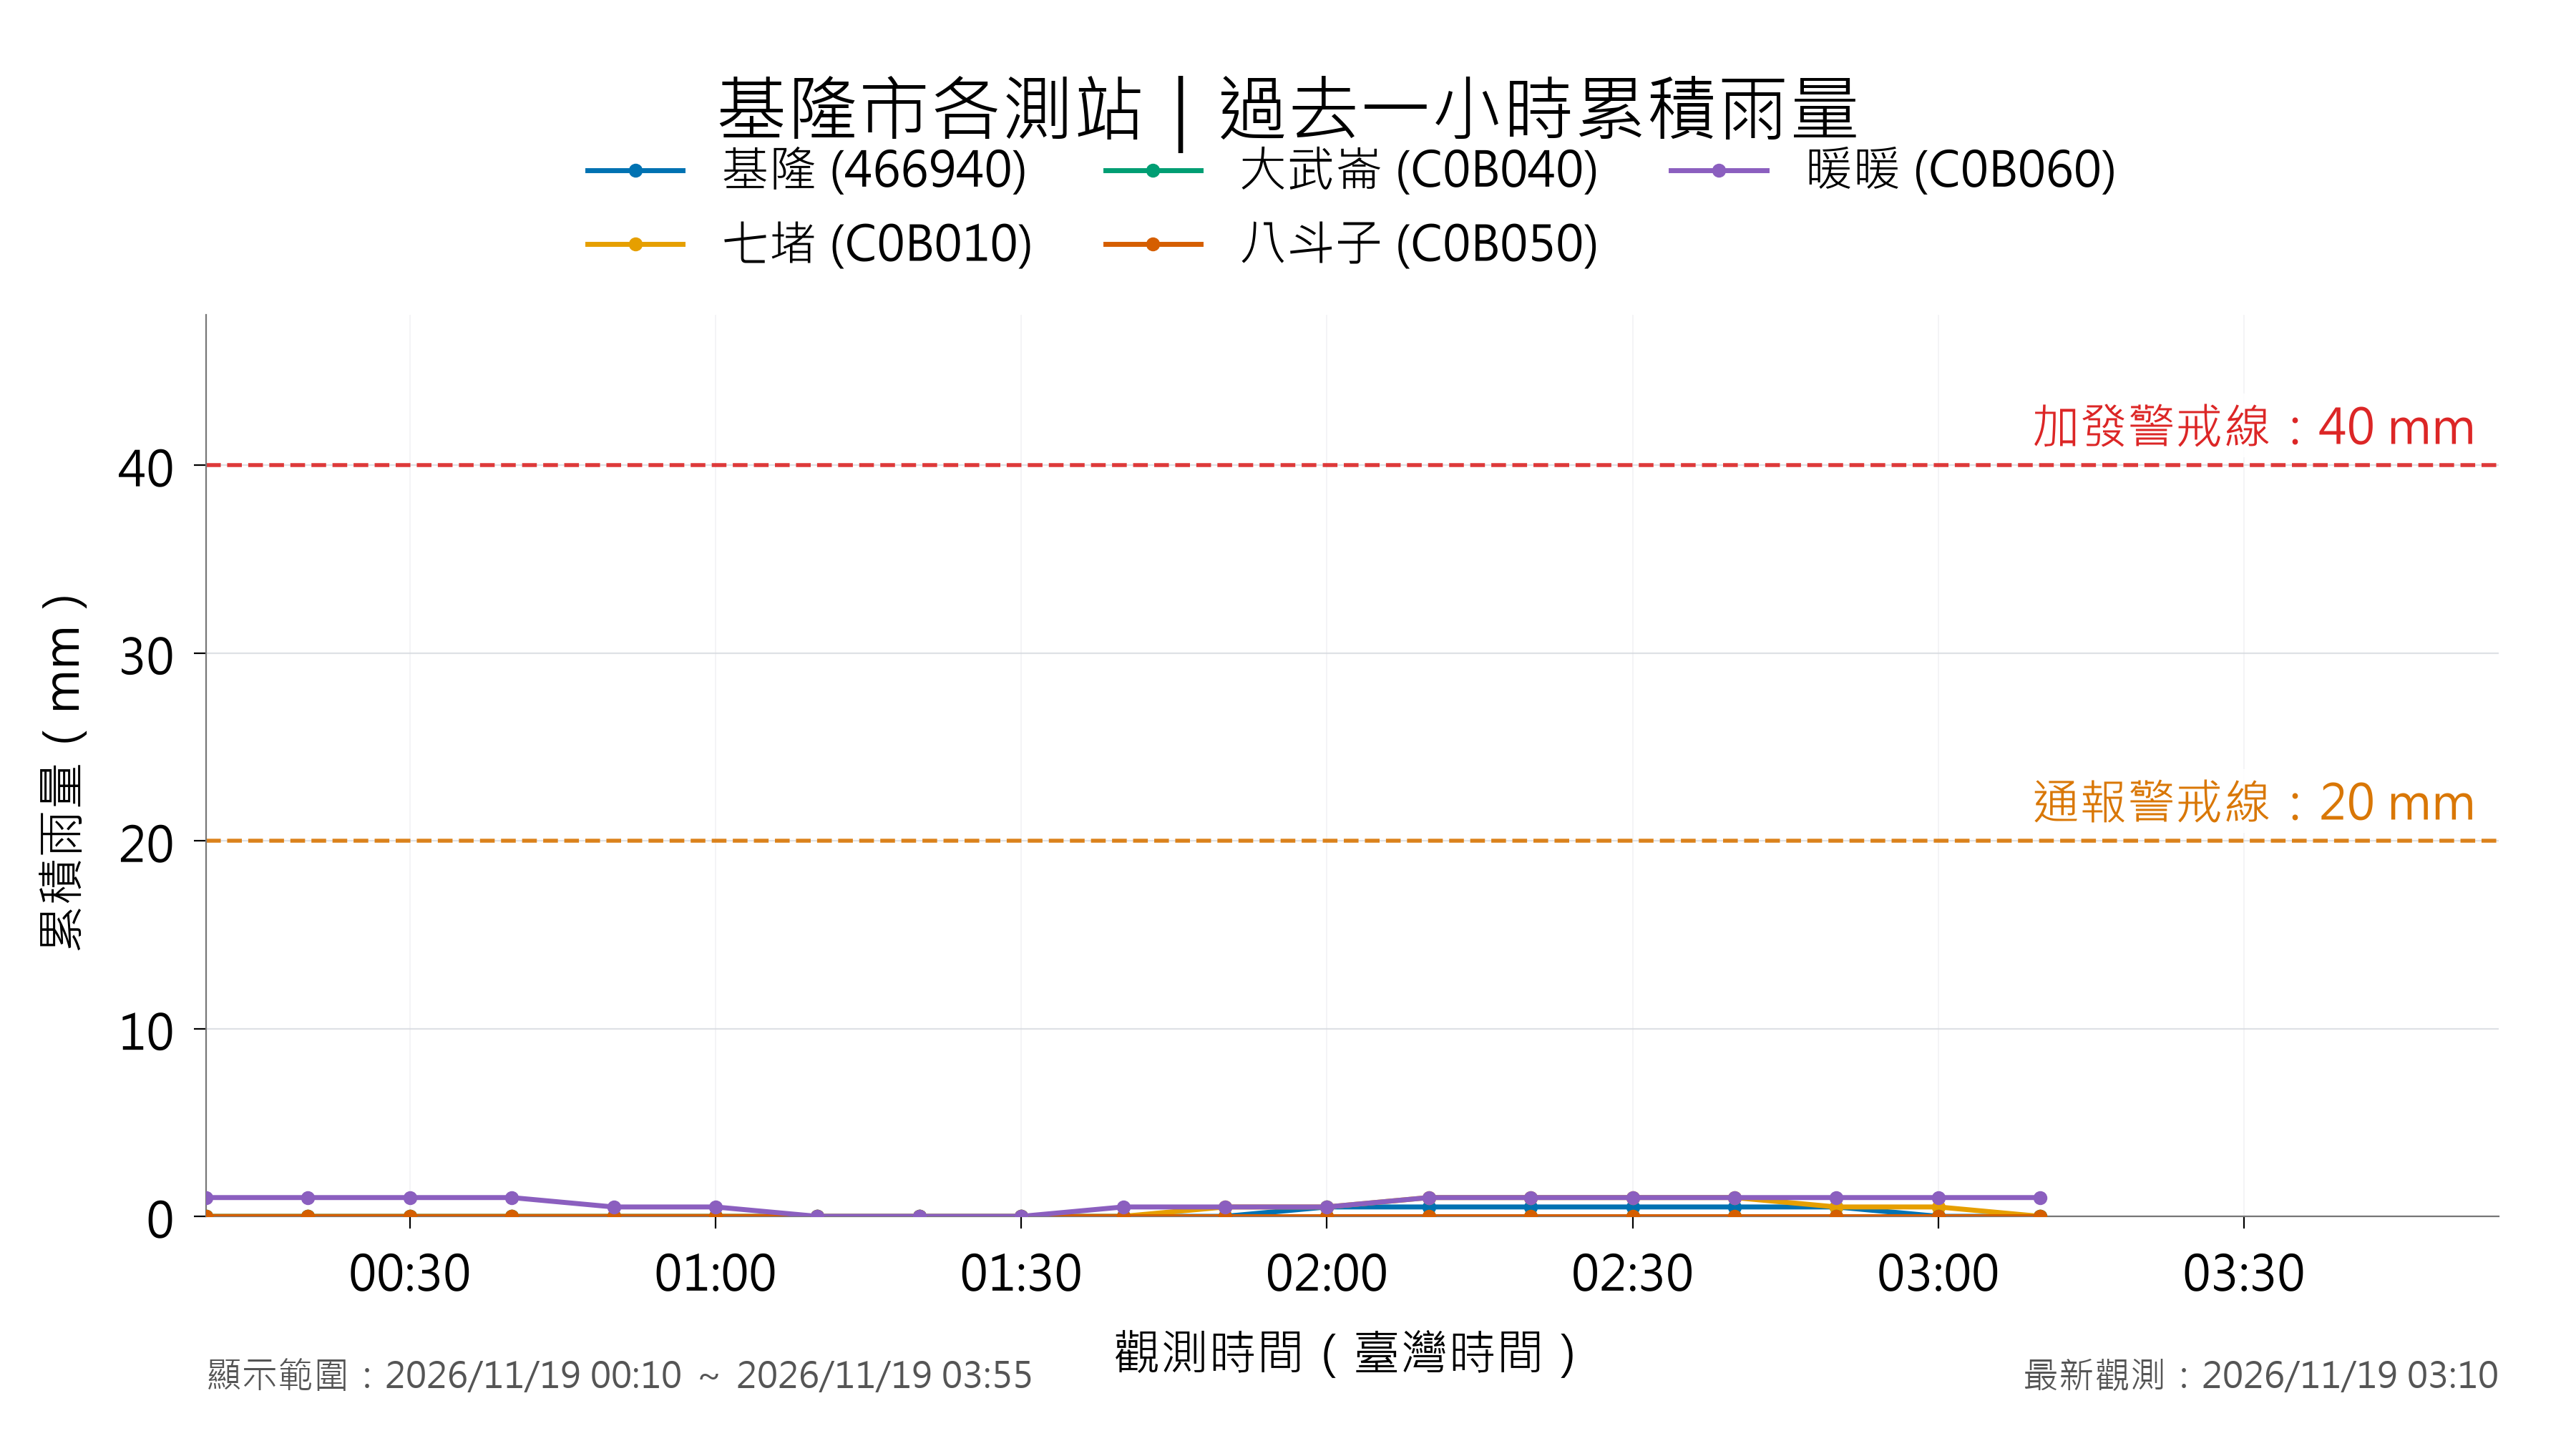 基隆市各測站｜過去一小時累積雨量
基隆 (466940)
七堵 (C0B010)
大武崙 (C0B040)
八斗子 (C0B050)
暖暖 (C0B060)
累積雨量（mm）
40
30
20
10
0
加發警戒線：40 mm
通報警戒線：20 mm
00:30 01:00 01:30 02:00 02:30 03:00 03:30
觀測時間（臺灣時間）
顯示範圍：2026/11/19 00:10 ~ 2026/11/19 03:55
最新觀測：2026/11/19 03:10